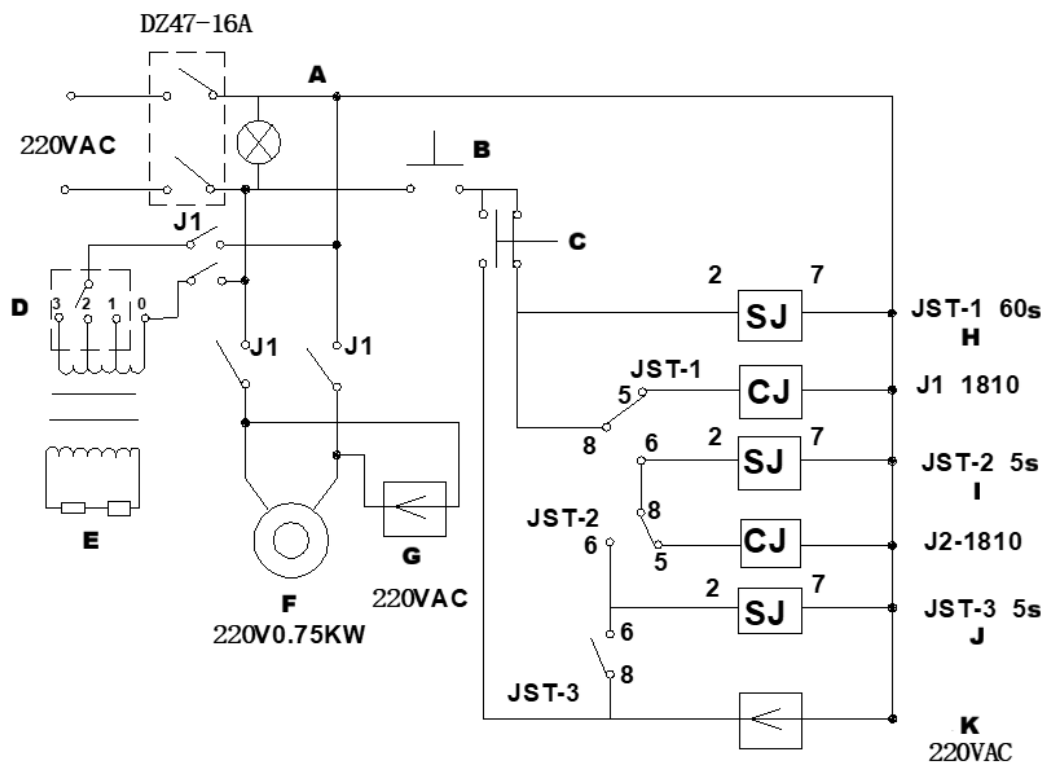 DZ47-16A
A
B
220VAC
J1
C
D
3 2 1 0
2 7
SJ
JST-1 60s
H
J1
J1
JST-1
5
8
CJ
J1 1810
6
2 7
SJ
JST-2 5s
I
E
JST-2
6
8
5
CJ
J2-1810
G
220VAC
F
220V0.75KW
2 7
SJ
JST-3 5s
J
6
8
JST-3
K
220VAC